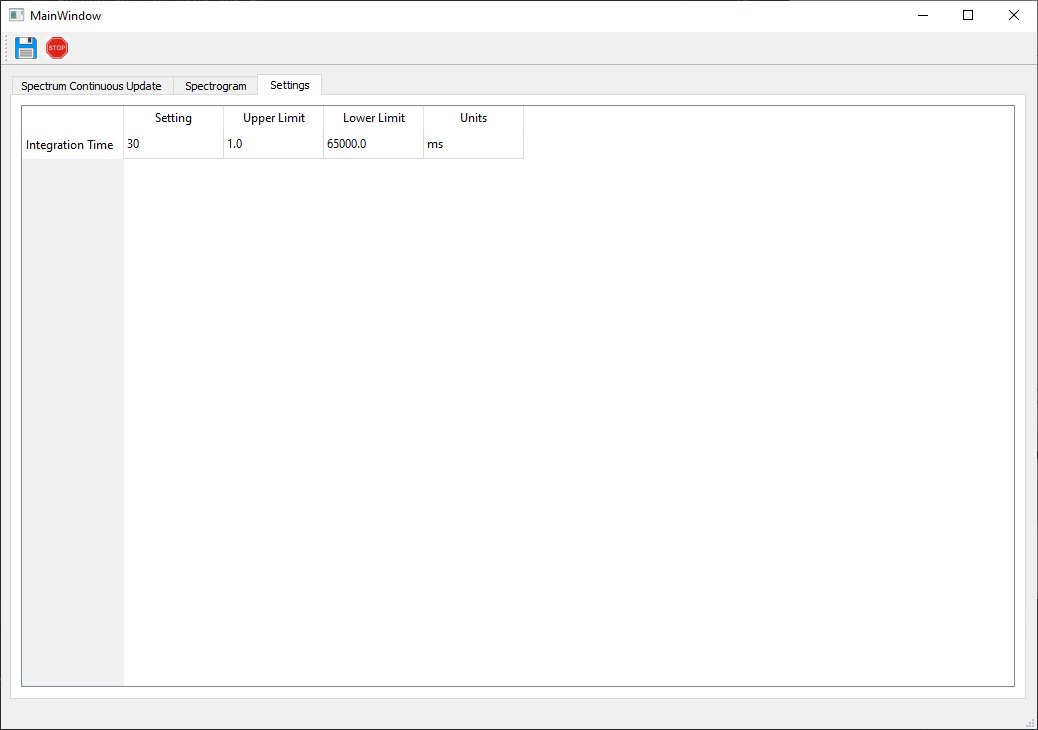 MainWindow
STOP
Spectrum Continuous Update Spectrogram Settings
Setting Upper Limit Lower Limit Units
Integration Time 30 1.0 65000.0 ms